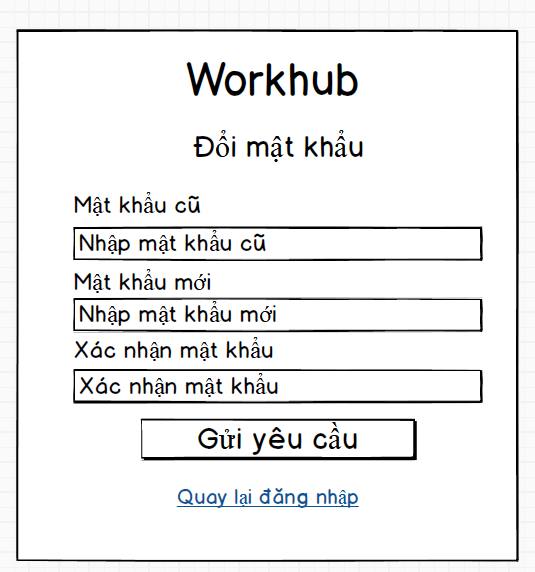 Workhub
Đổi mật khẩu
Mật khẩu cũ
Nhập mật khẩu cũ
Mật khẩu mới
Nhập mật khẩu mới
Xác nhận mật khẩu
Xác nhận mật khẩu
Gửi yêu cầu
Quay lại đăng nhập